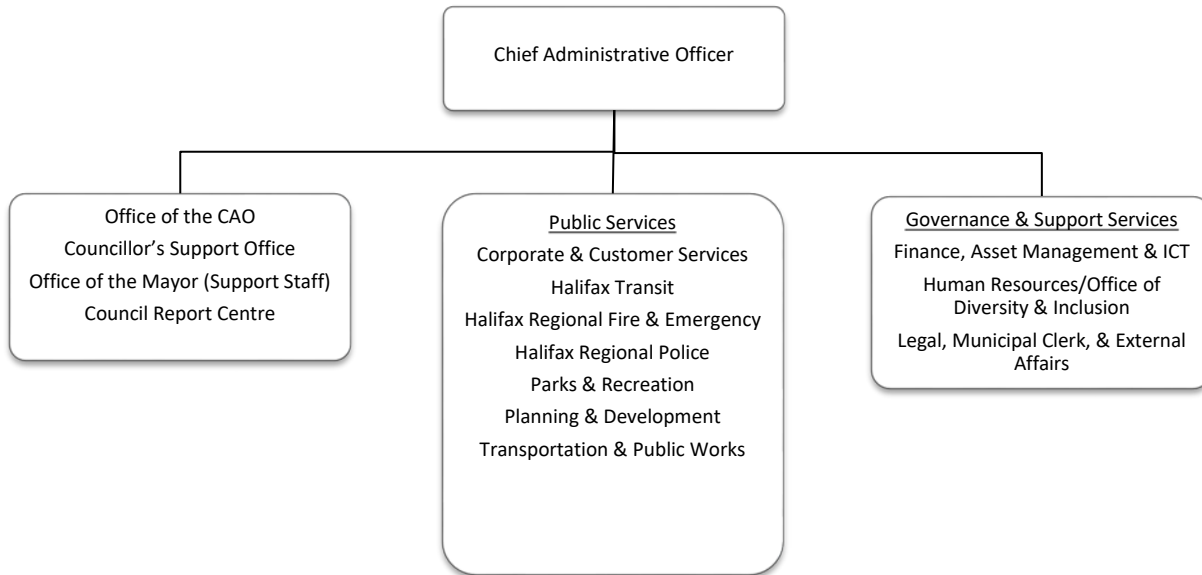 Chief Administrative Officer
Office of the CAO
Councillor’s Support Office
Office of the Mayor (Support Staff)
Council Report Centre
Public Services
Corporate & Customer Services
Halifax Transit
Halifax Regional Fire & Emergency
Halifax Regional Police
Parks & Recreation
Planning & Development
Transportation & Public Works
Governance & Support Services
Finance, Asset Management & ICT
Human Resources/Office of
Diversity & Inclusion
Legal, Municipal Clerk, & External
Affairs